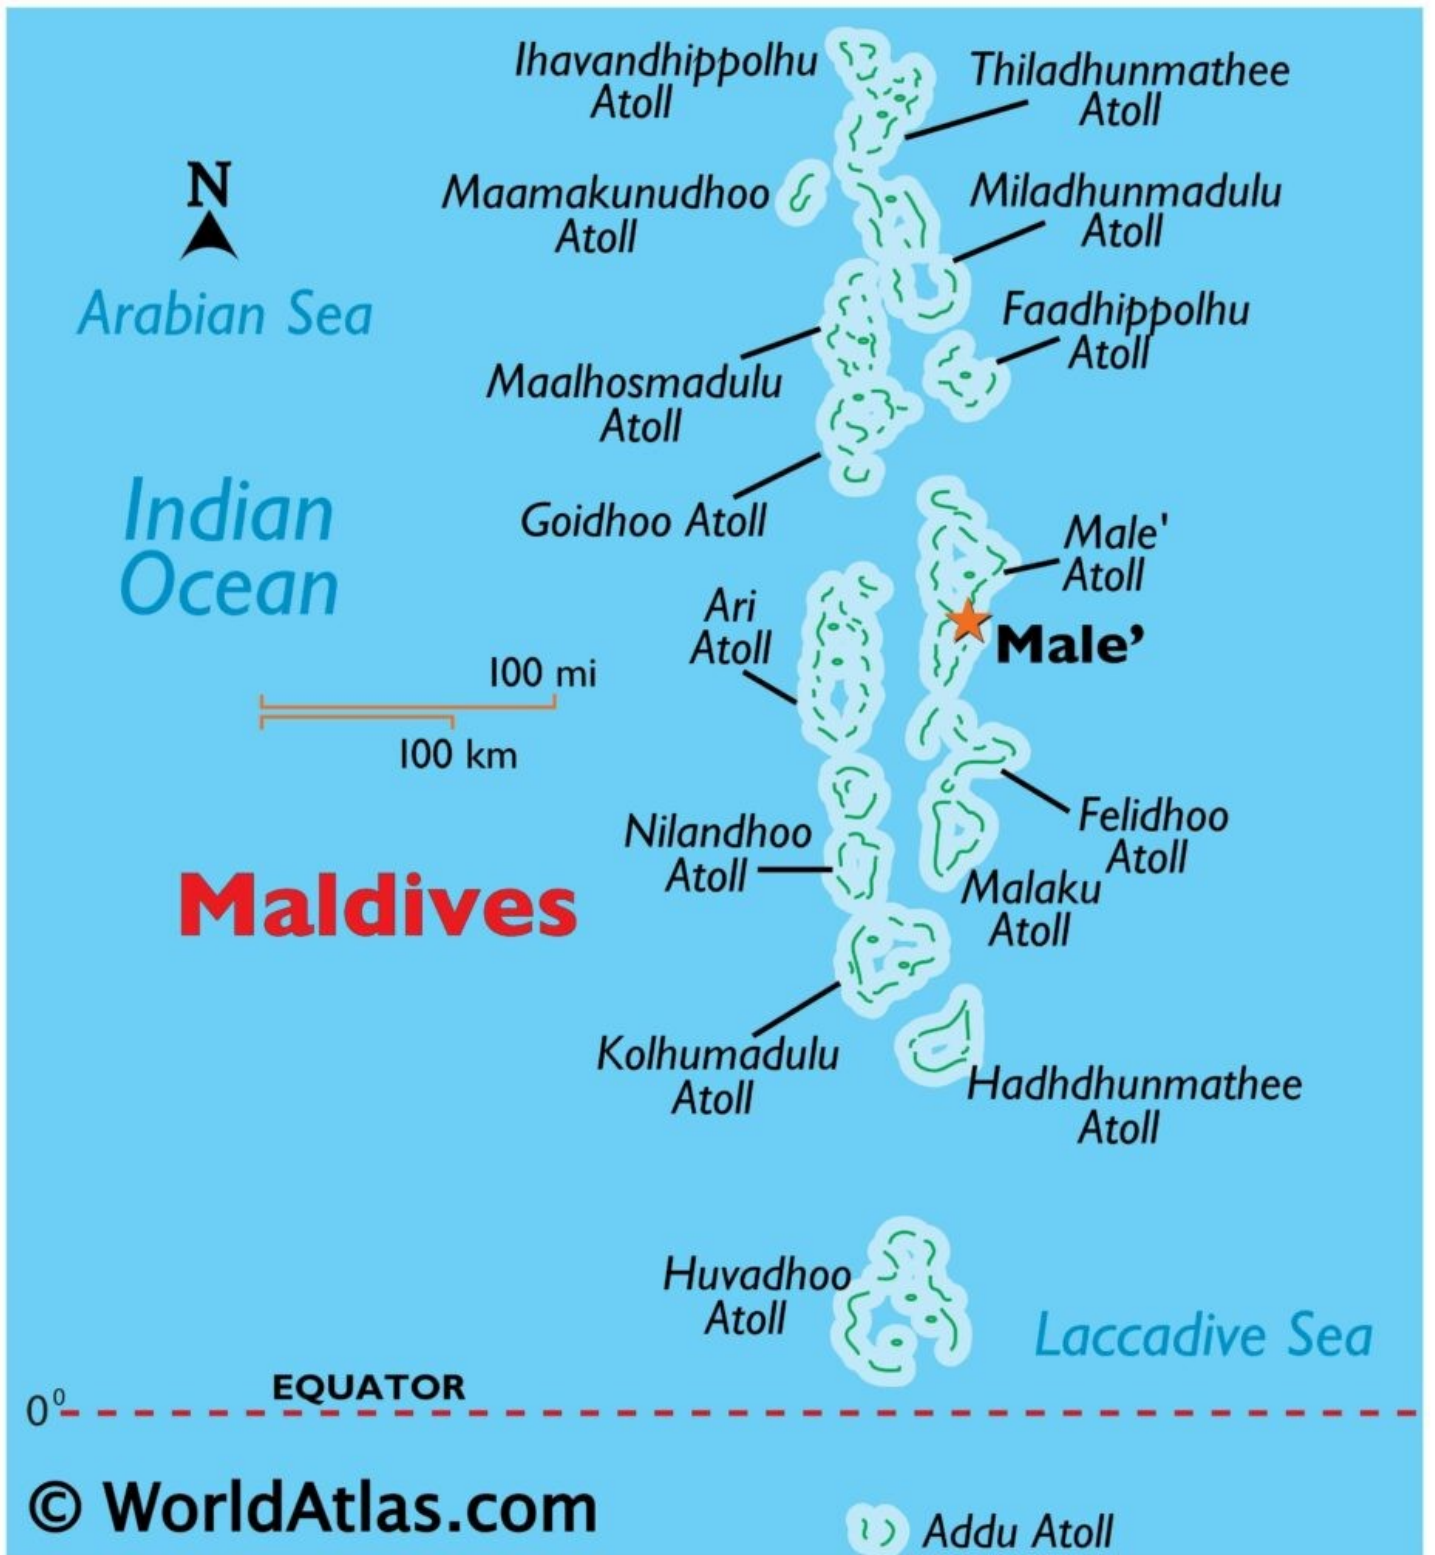 Ihavandhippolhu
Atoll
Thiladhunmathee
Atoll
N
Maamakunudhoo
Atoll
Miladhunmadulu
Atoll
Arabian Sea
Faadhippolhu
Atoll
Maalhosmadulu
Atoll
Indian
Ocean
Goidhoo Atoll
Male'
Atoll
Ari
Atoll
Male’
100 mi
100 km
Nilandhoo
Atoll
Felidhoo
Atoll
Maldives
Malaku
Atoll
Kolhumadulu
Atoll
Hadhdhunmathee
Atoll
Huvadhoo
Atoll
Laccadive Sea
EQUATOR
0⁰
© WorldAtlas.com
Addu Atoll